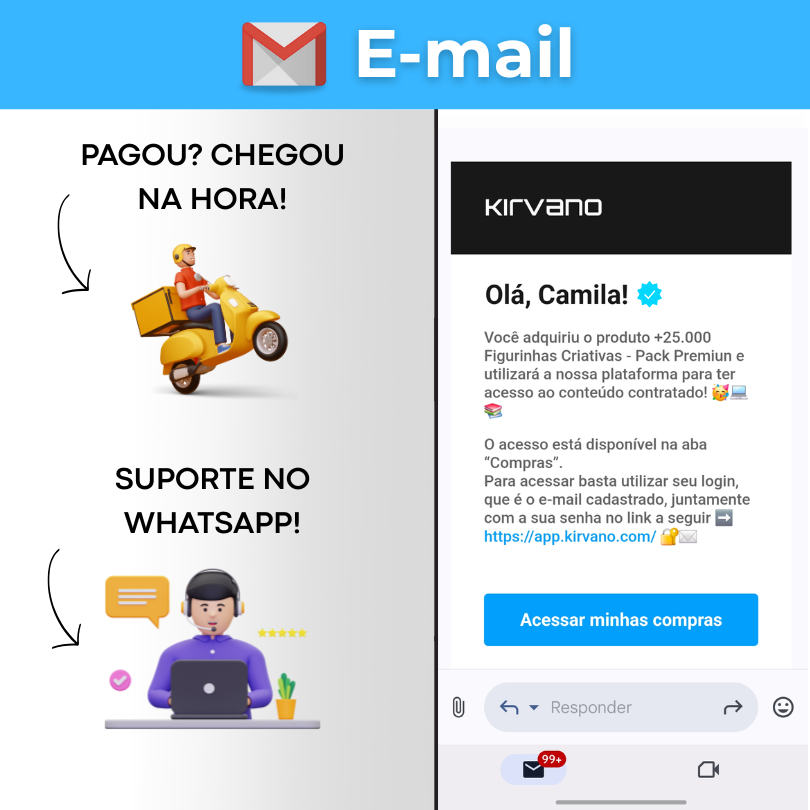 E-mail
PAGOU? CHEGOU
NA HORA!
SUPORTE NO
WHATSAPP!
KIRVANO
Olá, Camila!
Você adquiriu o produto +25.000
Figurinhas Criativas - Pack Premiun e
utilizará a nossa plataforma para ter
acesso ao conteúdo contratado! 🥳💻
📚
O acesso está disponível na aba
“Compras”.
Para acessar basta utilizar seu login,
que é o e-mail cadastrado, juntamente
com a sua senha no link a seguir ➡️
https://app.kirvano.com/ 🔐✉️
Acessar minhas compras
Responder
99+